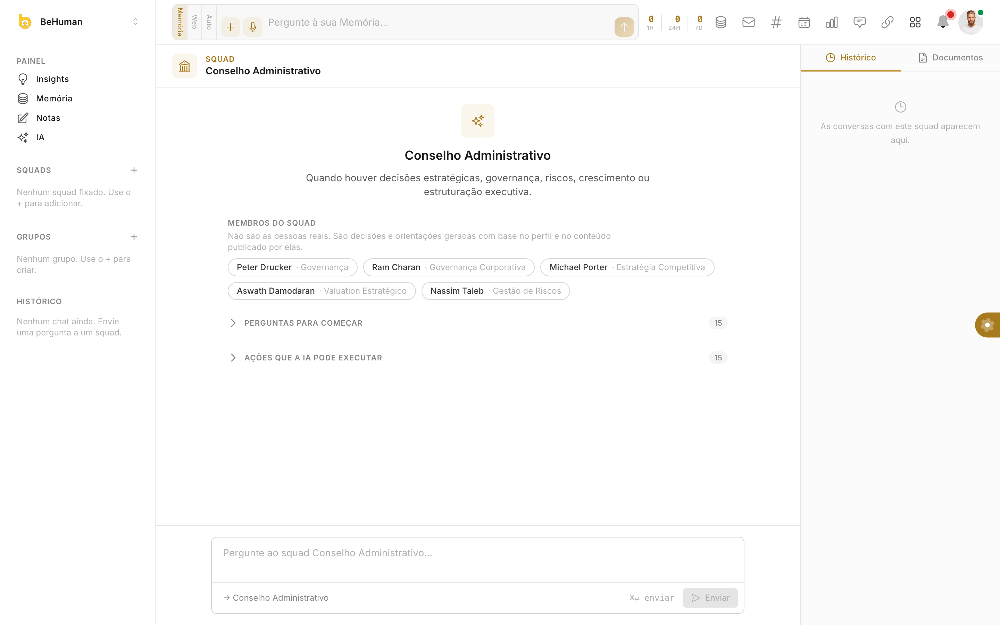 BeHuman
PAINEL
Insights
Memória
Notas
IA
SQUADS
Nenhum squad fixado. Use o
+ para adicionar.
GRUPOS
Nenhum grupo. Use o + para
criar.
HISTÓRICO
Nenhum chat ainda. Envie
uma pergunta a um squad.
Memória
Web
Auto
Pergunte à sua Memória...
0
1H
0
24H
0
7D
SQUAD
Conselho Administrativo
Conselho Administrativo
Quando houver decisões estratégicas, governança, riscos, crescimento ou
estruturação executiva.
MEMBROS DO SQUAD
Não são as pessoas reais. São decisões e orientações geradas com base no perfil e no conteúdo
publicado por elas.
Peter Drucker · Governança
Ram Charan · Governança Corporativa
Michael Porter · Estratégia Competitiva
Aswath Damodaran · Valuation Estratégico
Nassim Taleb · Gestão de Riscos
PERGUNTAS PARA COMEÇAR 15
AÇÕES QUE A IA PODE EXECUTAR 15
Pergunte ao squad Conselho Administrativo...
→ Conselho Administrativo
⌘↵ enviar
Enviar
Histórico
Documentos
As conversas com este squad aparecem
aqui.